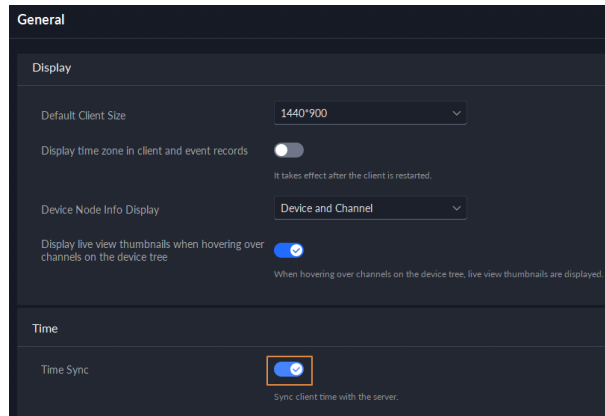 General
Display
Default Client Size
1440*900
Display time zone in client and event records
It takes effect after the client is restarted.
Device Node Info Display
Device and Channel
Display live view thumbnails when hovering over
channels on the device tree
When hovering over channels on the device tree, live view thumbnails are displayed.
Time
Time Sync
Sync client time with the server.